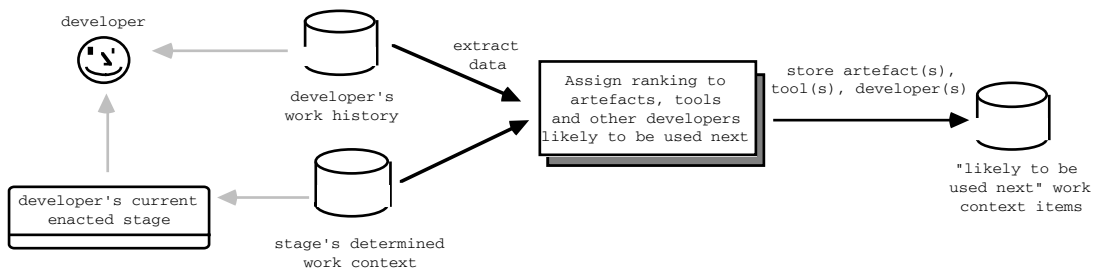 developer
developer's
work history
extract
data
developer's current
enacted stage
stage's determined
work context
Assign ranking to
artefacts, tools
and other developers
likely to be used next
store artefact(s),
tool(s), developer(s)
"likely to be
used next" work
context items